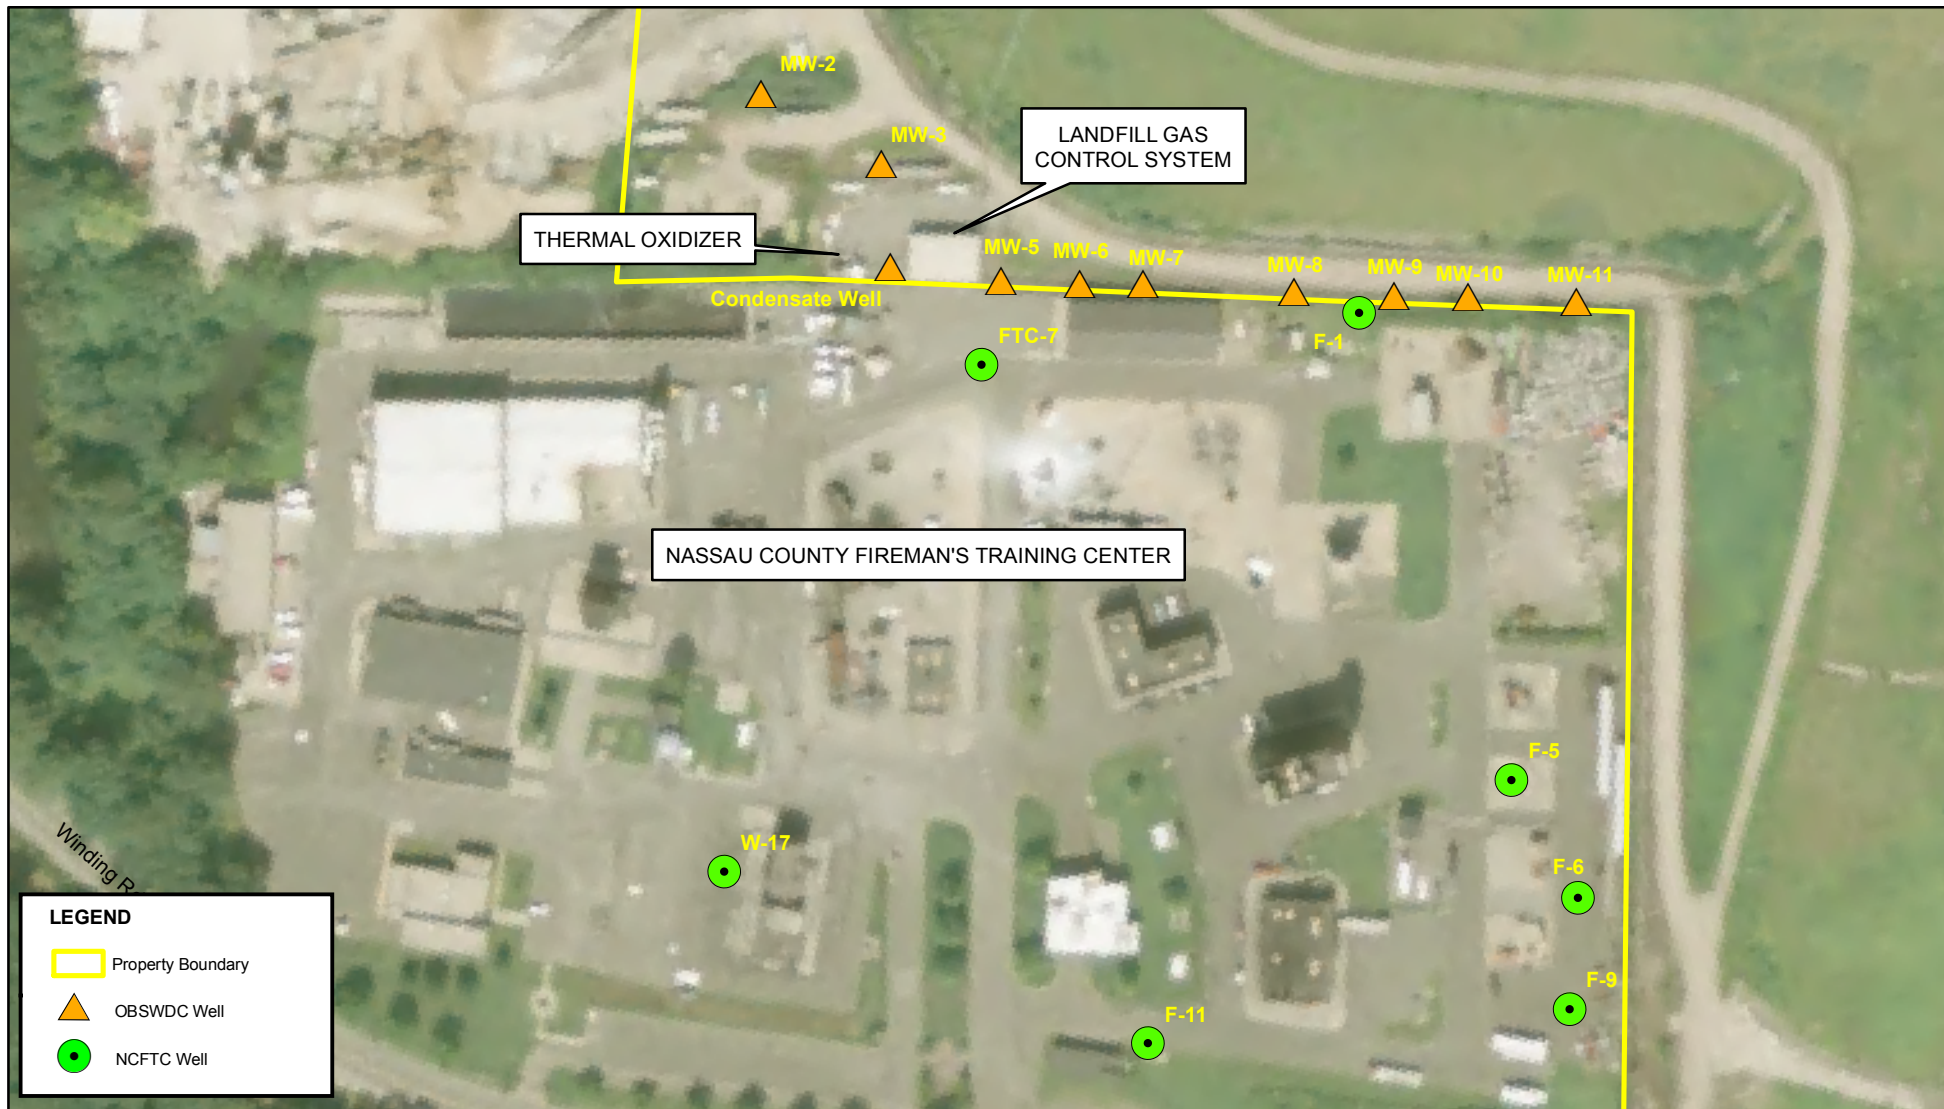 MW-2
MW-3
LANDFILL GAS
CONTROL SYSTEM
THERMAL OXIDIZER
MW-5
MW-6
MW-7
MW-8
MW-9
MW-10
MW-11
Condensate Well
FTC-7
F-1
NASSAU COUNTY FIREMAN'S TRAINING CENTER
F-5
W-17
F-6
F-9
F-11
Winding
LEGEND
Property Boundary
OBSWDC Well
NCFTC Well